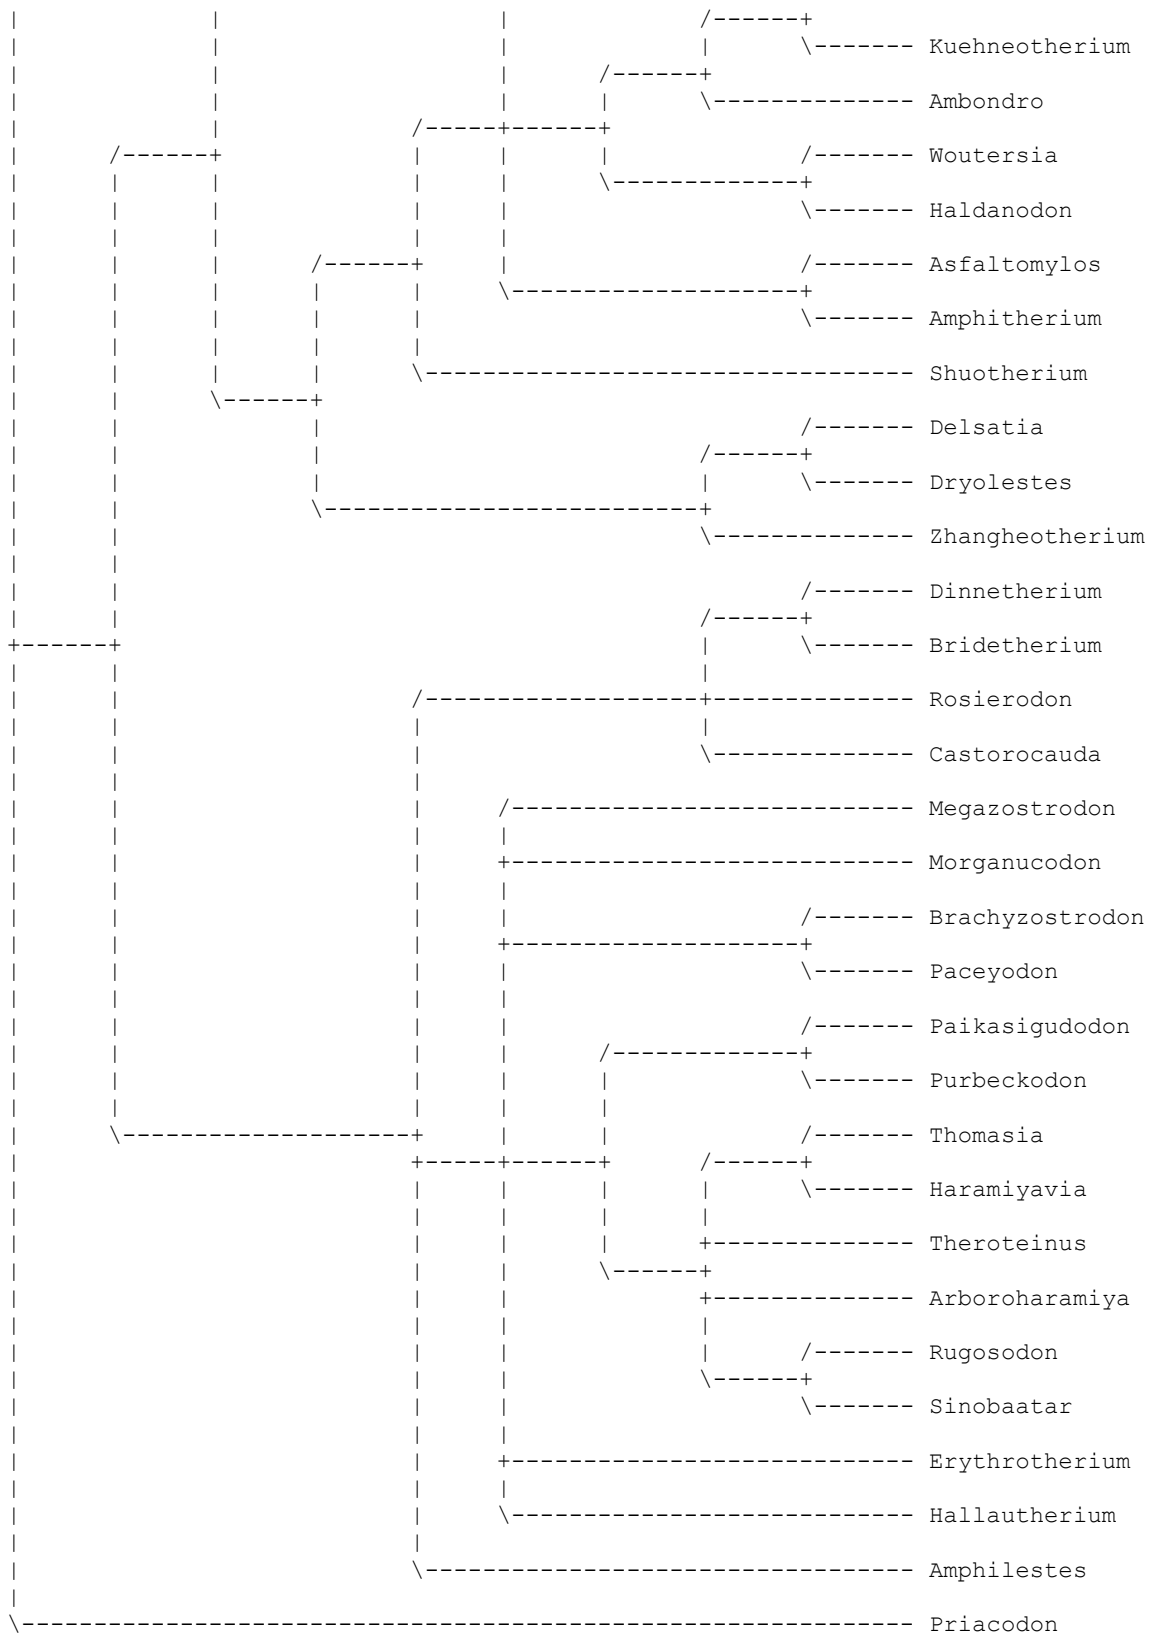 Kuehneotherium
Ambondro
Woutersia
Haldanodon
Asfaltomylos
Amphitherium
Shuotherium
Delsatia
Dryolestes
Zhangheotherium
Dinnetherium
Bridetherium
Rosierodon
Castorocauda
Megazostrodon
Morganucodon
Brachyzostrodon
Paceyodon
Paikasigudodon
Purbeckodon
Thomasia
Haramiyavia
Theroteinus
Arboroharamiya
Rugosodon
Sinobaatar
Erythrotherium
Hallautherium
Amphilestes
Priacodon